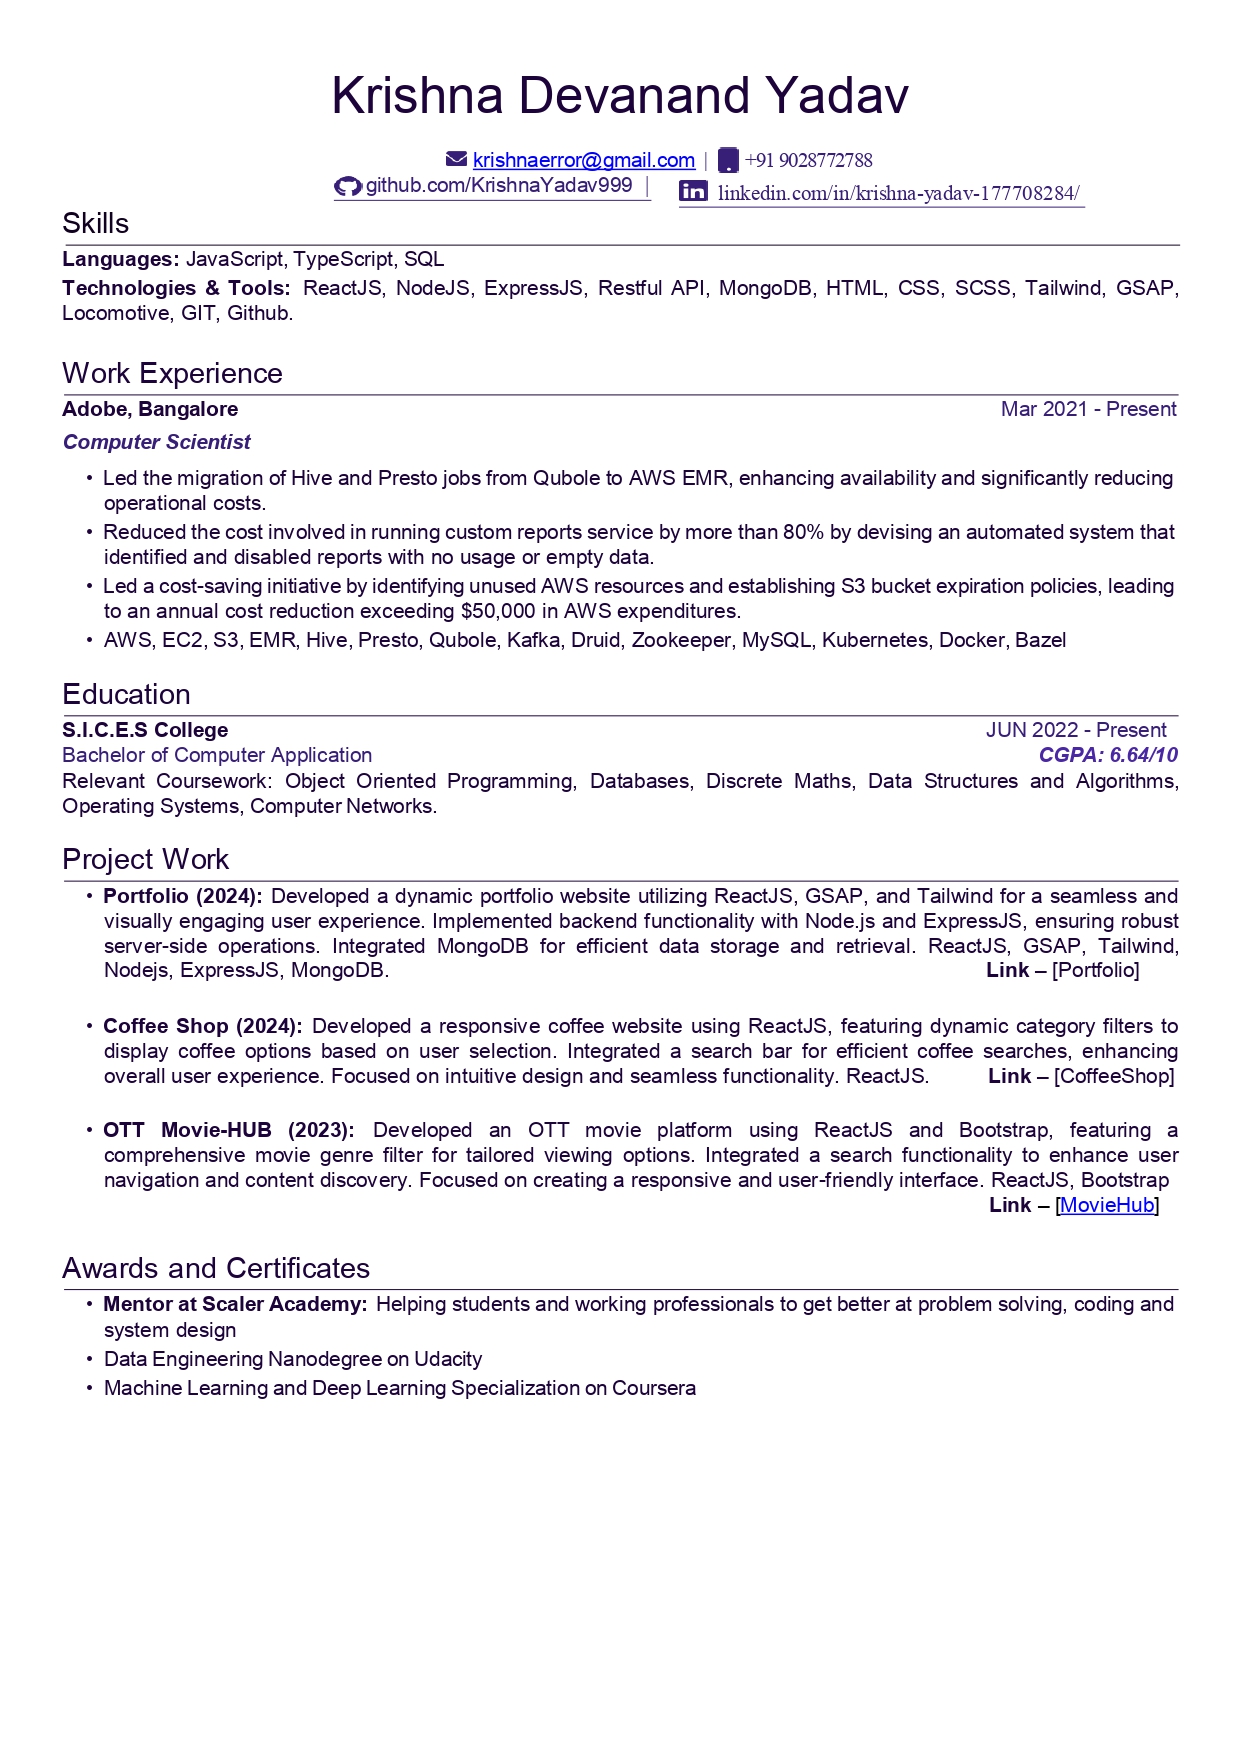 Krishna Devanand Yadav
krishnaerror@gmail.com | +91 9028772788
github.com/KrishnaYadav999 | linkedin.com/in/krishna-yadav-177708284/
Skills
Languages: JavaScript, TypeScript, SQL
Technologies & Tools: ReactJS, NodeJS, ExpressJS, Restful API, MongoDB, HTML, CSS, SCSS, Tailwind, GSAP,
Locomotive, GIT, Github.
Work Experience
Adobe, Bangalore Mar 2021 - Present
Computer Scientist
• Led the migration of Hive and Presto jobs from Qubole to AWS EMR, enhancing availability and significantly reducing
operational costs.
• Reduced the cost involved in running custom reports service by more than 80% by devising an automated system that
identified and disabled reports with no usage or empty data.
• Led a cost-saving initiative by identifying unused AWS resources and establishing S3 bucket expiration policies, leading
to an annual cost reduction exceeding $50,000 in AWS expenditures.
• AWS, EC2, S3, EMR, Hive, Presto, Qubole, Kafka, Druid, Zookeeper, MySQL, Kubernetes, Docker, Bazel
Education
S.I.C.E.S College JUN 2022 - Present
Bachelor of Computer Application CGPA: 6.64/10
Relevant Coursework: Object Oriented Programming, Databases, Discrete Maths, Data Structures and Algorithms,
Operating Systems, Computer Networks.
Project Work
• Portfolio (2024): Developed a dynamic portfolio website utilizing ReactJS, GSAP, and Tailwind for a seamless and
visually engaging user experience. Implemented backend functionality with Node.js and ExpressJS, ensuring robust
server-side operations. Integrated MongoDB for efficient data storage and retrieval. ReactJS, GSAP, Tailwind,
Nodejs, ExpressJS, MongoDB. Link – [Portfolio]
• Coffee Shop (2024): Developed a responsive coffee website using ReactJS, featuring dynamic category filters to
display coffee options based on user selection. Integrated a search bar for efficient coffee searches, enhancing
overall user experience. Focused on intuitive design and seamless functionality. ReactJS. Link – [CoffeeShop]
• OTT Movie-HUB (2023): Developed an OTT movie platform using ReactJS and Bootstrap, featuring a
comprehensive movie genre filter for tailored viewing options. Integrated a search functionality to enhance user
navigation and content discovery. Focused on creating a responsive and user-friendly interface. ReactJS, Bootstrap
Link – [MovieHub]
Awards and Certificates
• Mentor at Scaler Academy: Helping students and working professionals to get better at problem solving, coding and
system design
• Data Engineering Nanodegree on Udacity
• Machine Learning and Deep Learning Specialization on Coursera